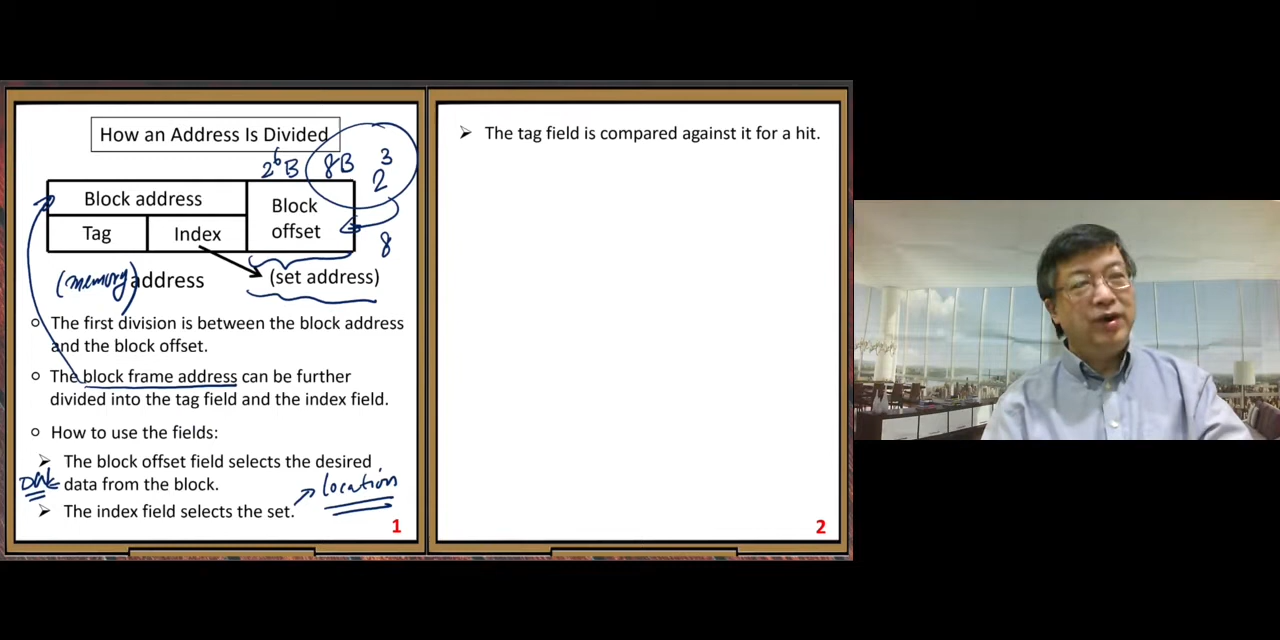 How an Address Is Divided
2⁶B 8B 2³
Block address
Block offset
8
Tag
Index
(memory) address
(set address)
○ The first division is between the block address
and the block offset.
○ The block frame address can be further
divided into the tag field and the index field.
○ How to use the fields:
➢ The block offset field selects the desired
data from the block.
location
➢ The index field selects the set.
1
➢ The tag field is compared against it for a hit.
2